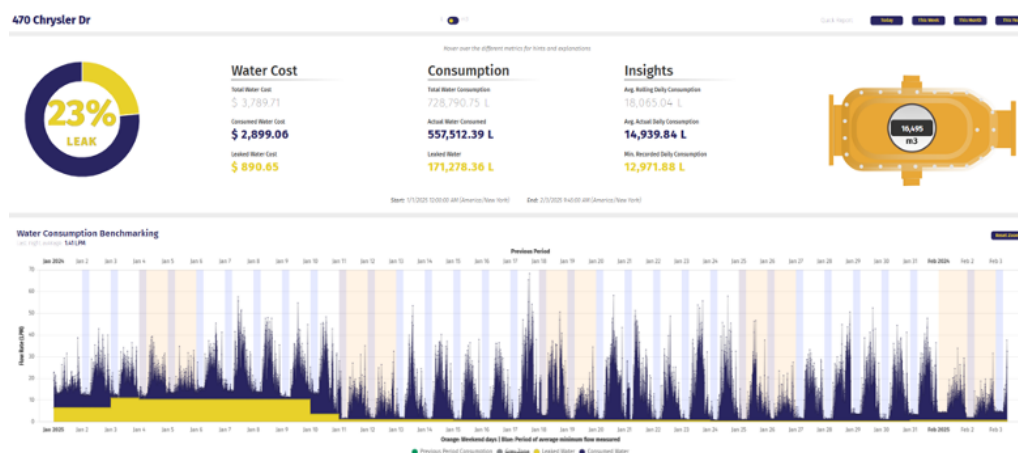 470 Chrysler Dr
Quick Report:
Today
This Week
This Month
Hover over the different metrics for hints and explanations
23%
LEAK
Water Cost
Total Water Cost
$ 3,789.71
Consumed Water Cost
$ 2,899.06
Leaked Water Cost
$ 890.65
Consumption
Total Water Consumption
728,790.75 L
Actual Water Consumed
557,512.39 L
Leaked Water
171,278.36 L
Insights
Avg. Rolling Daily Consumption
18,065.04 L
Avg. Actual Daily Consumption
14,939.84 L
Min. Recorded Daily Consumption
12,971.88 L
16,495
m3
Start: 1/1/2025 12:00:00 AM (America/New York) End: 2/3/2025 9:40:00 AM (America/New York)
Water Consumption Benchmarking
1.41 LPM
Previous Period
Jan 2024 Jan 2 Jan 3 Jan 4 Jan 5 Jan 6 Jan 7 Jan 8 Jan 9 Jan 10 Jan 11 Jan 12 Jan 13 Jan 14 Jan 15 Jan 16 Jan 17 Jan 18 Jan 19 Jan 20 Jan 21 Jan 22 Jan 23 Jan 24 Jan 25 Jan 26 Jan 27 Jan 28 Jan 29 Jan 30 Jan 31 Feb 2024 Feb 2 Feb 3
Flow Rate (LPM)
70
60
50
40
30
20
10
0
Jan 2025 Jan 2 Jan 3 Jan 4 Jan 5 Jan 6 Jan 7 Jan 8 Jan 9 Jan 10 Jan 11 Jan 12 Jan 13 Jan 14 Jan 15 Jan 16 Jan 17 Jan 18 Jan 19 Jan 20 Jan 21 Jan 22 Jan 23 Jan 24 Jan 25 Jan 26 Jan 27 Jan 28 Jan 29 Jan 30 Jan 31 Feb 2025 Feb 2 Feb 3
Orange: Weekend days | Blue: Period of average minimum flow measured
Previous Period Consumption Leaked Water Consumed Water